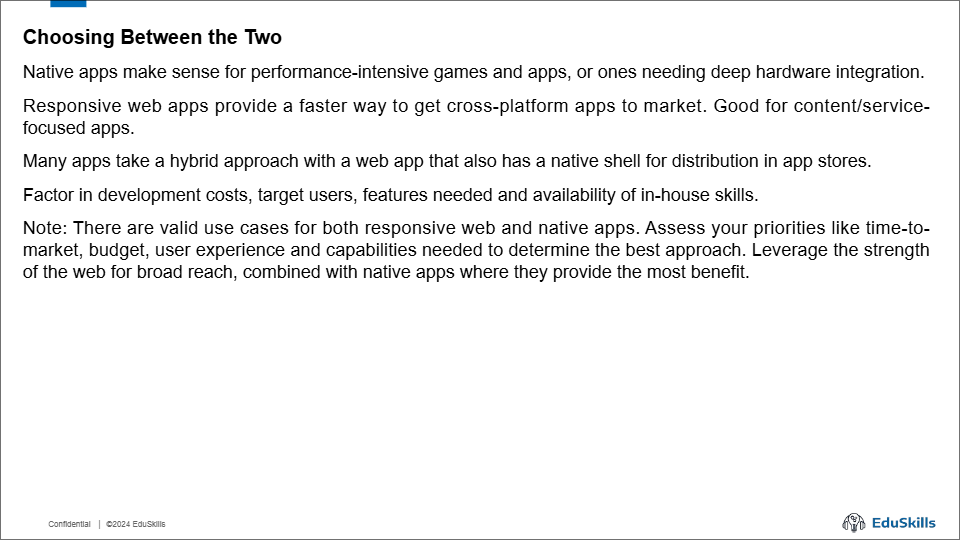 Choosing Between the Two
Native apps make sense for performance-intensive games and apps, or ones needing deep hardware integration.
Responsive web apps provide a faster way to get cross-platform apps to market. Good for content/service-
focused apps.
Many apps take a hybrid approach with a web app that also has a native shell for distribution in app stores.
Factor in development costs, target users, features needed and availability of in-house skills.
Note: There are valid use cases for both responsive web and native apps. Assess your priorities like time-to-
market, budget, user experience and capabilities needed to determine the best approach. Leverage the strength
of the web for broad reach, combined with native apps where they provide the most benefit.
Confidential | ©2024 EduSkills
EduSkills